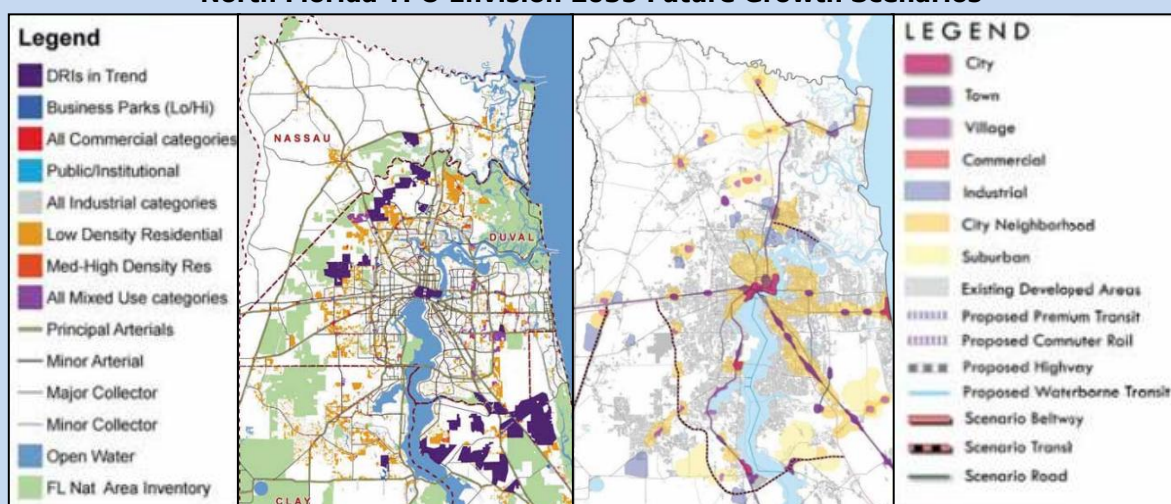 North Florida TPO Envision 2035 Future Growth Scenarios
Legend
DRIs in Trend
Business Parks (Lo/Hi)
All Commercial categories
Public/Institutional
All Industrial categories
Low Density Residential
Med-High Density Res
All Mixed Use categories
Principal Arterials
Minor Arterial
Major Collector
Minor Collector
Open Water
FL Nat Area Inventory
NASSAU
DUVAL
CLAY
LEGEND
City
Town
Village
Commercial
Industrial
City Neighborhood
Suburban
Existing Developed Areas
Proposed Premium Transit
Proposed Commuter Rail
Proposed Highway
Proposed Waterborne Transit
Scenario Beltway
Scenario Transit
Scenario Road